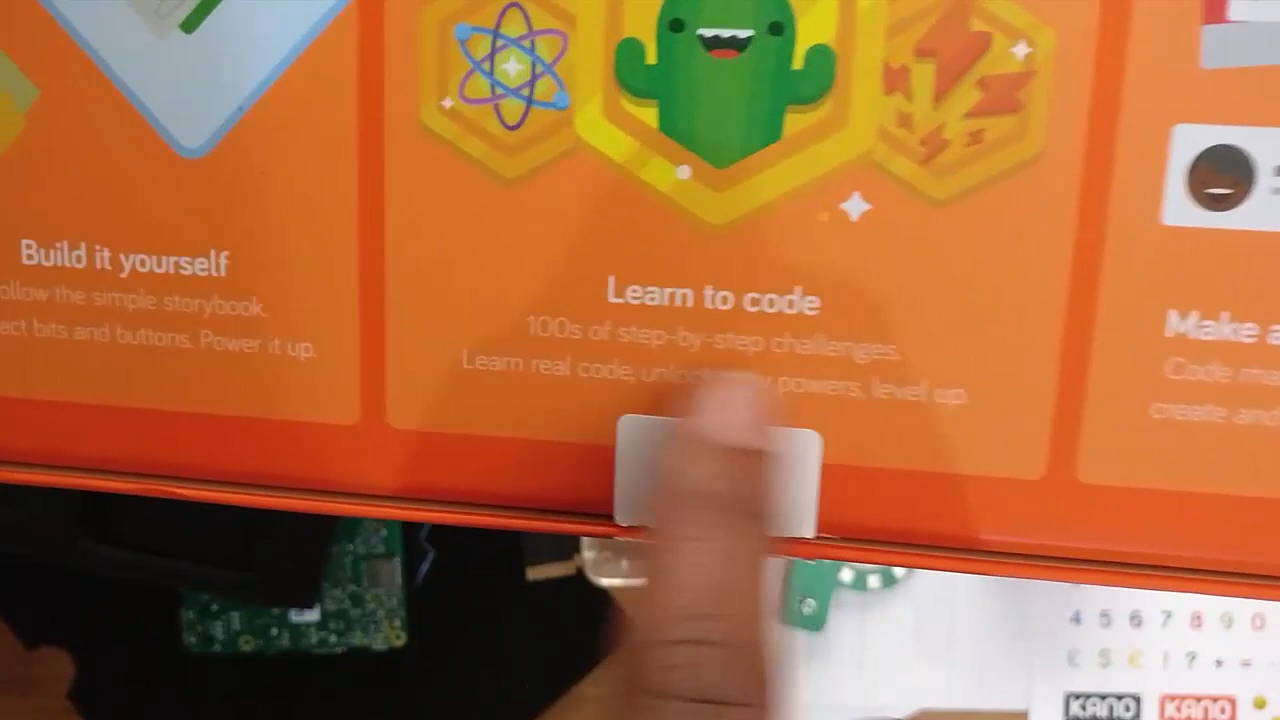 Build it yourself
ollow the simple storybook.
ect bits and buttons. Power it up.
Learn to code
100s of step-by-step challenges.
Learn real code, powers, level up.
Make a
Code ma
create and
4 5 6 7 8 9 0
£ $ € ! ? + =
KANO KANO